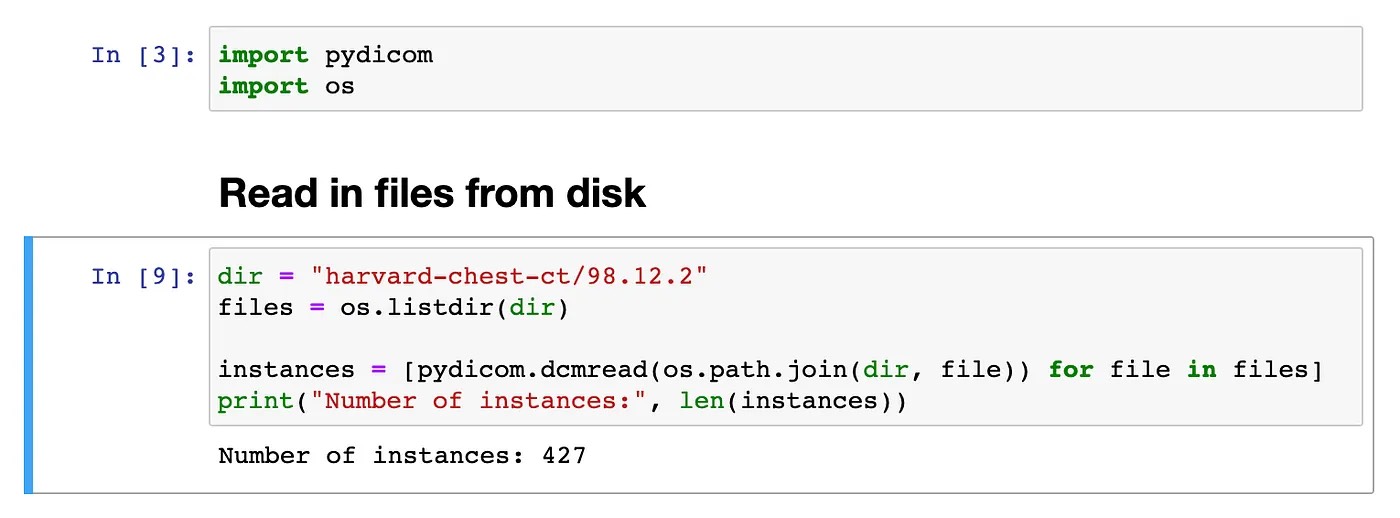 In [3]: import pydicom
import os
Read in files from disk
In [9]: dir = "harvard-chest-ct/98.12.2"
files = os.listdir(dir)
instances = [pydicom.dcmread(os.path.join(dir, file)) for file in files]
print("Number of instances:", len(instances))
Number of instances: 427